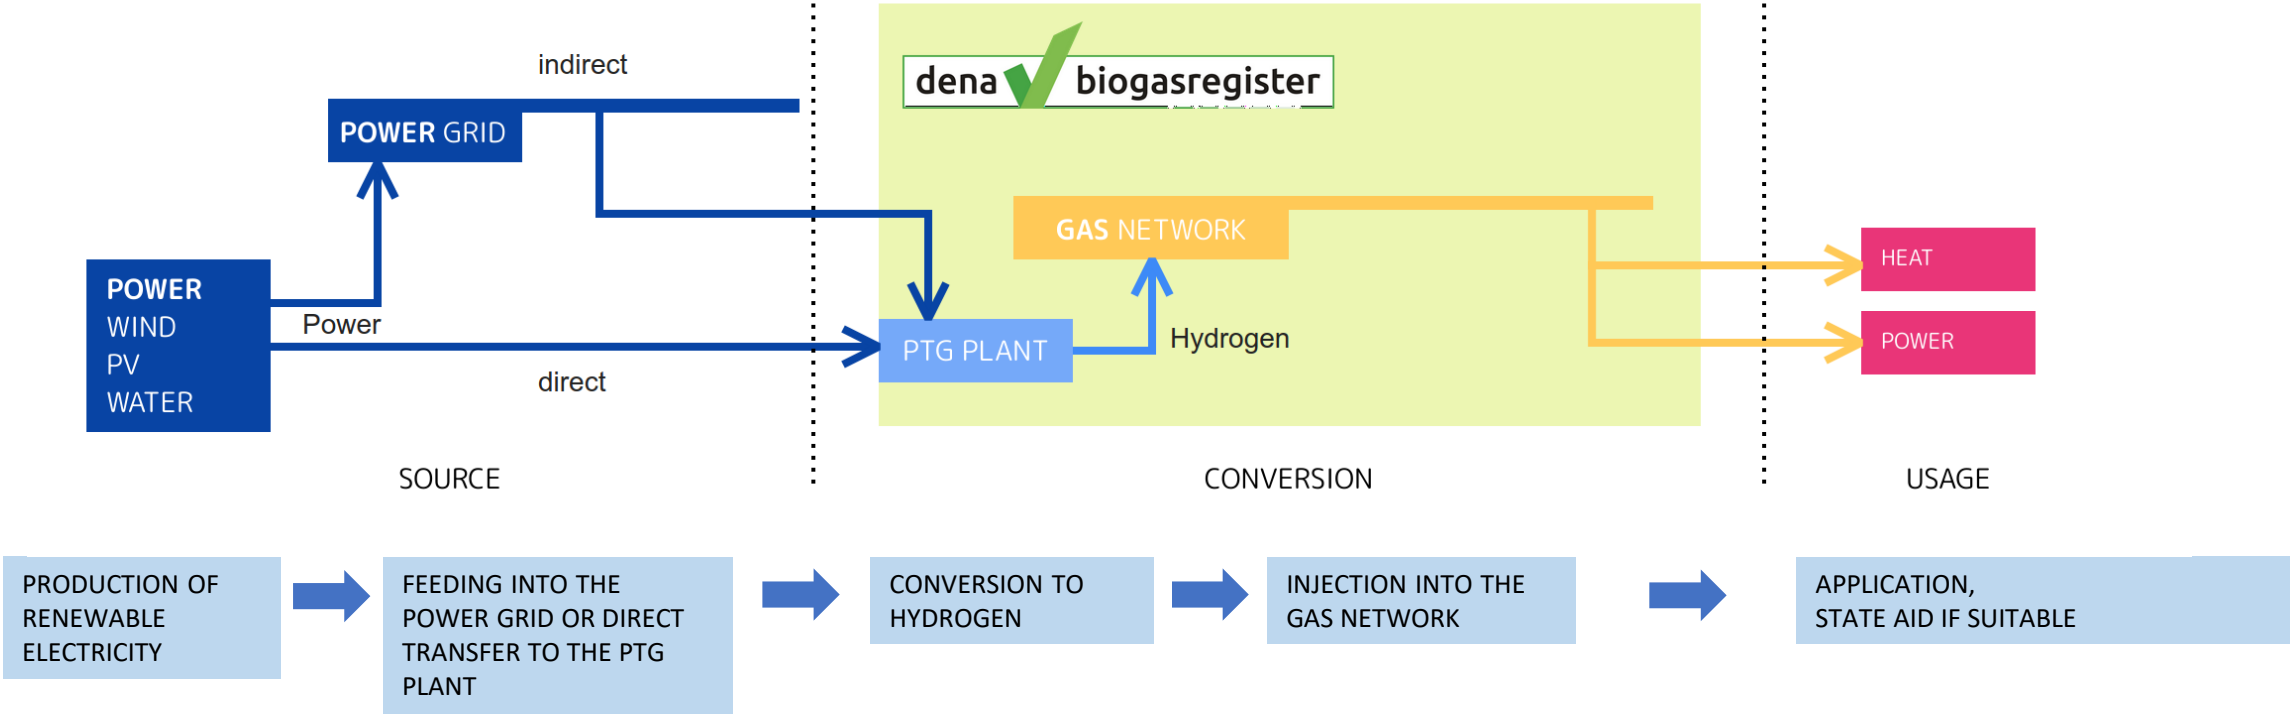 indirect
dena biogasregister
POWER GRID
GAS NETWORK
POWER
WIND
PV
WATER
Power
direct
PTG PLANT
Hydrogen
HEAT
POWER
SOURCE
CONVERSION
USAGE
PRODUCTION OF
RENEWABLE
ELECTRICITY
FEEDING INTO THE
POWER GRID OR DIRECT
TRANSFER TO THE PTG
PLANT
CONVERSION TO
HYDROGEN
INJECTION INTO THE
GAS NETWORK
APPLICATION,
STATE AID IF SUITABLE